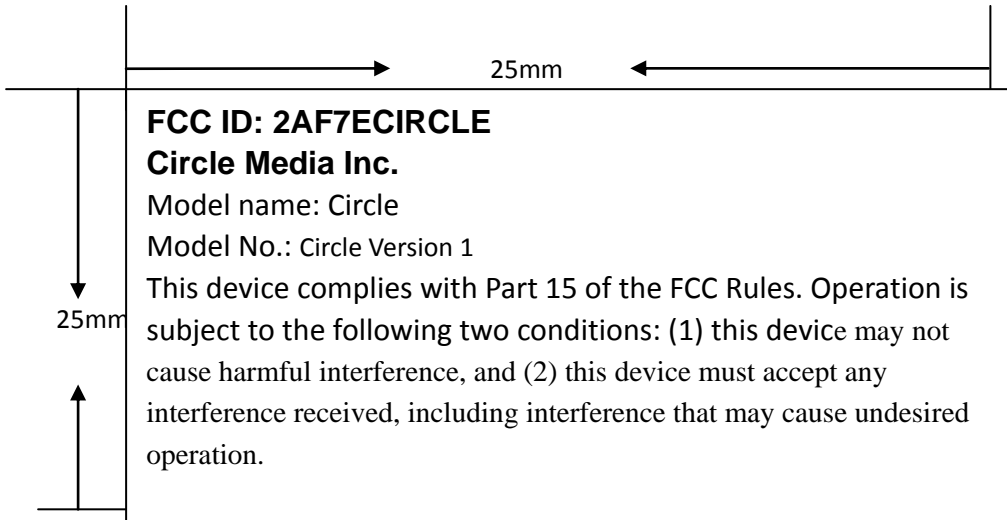 25mm
FCC ID: 2AF7ECIRCLE
Circle Media Inc.
Model name: Circle
Model No.: Circle Version 1
This device complies with Part 15 of the FCC Rules. Operation is
25mm
subject to the following two conditions: (1) this device may not
cause harmful interference, and (2) this device must accept any
interference received, including interference that may cause undesired
operation.